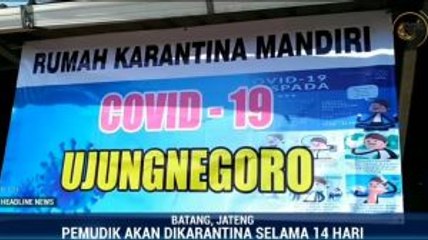 RUMAH KARANTINA MANDIRI
COVID-19
WASPADA
COVID - 19
UJUNGNEGORO
HEADLINE NEWS
BATANG, JATENG
PEMUDIK AKAN DIKARANTINA SELAMA 14 HARI